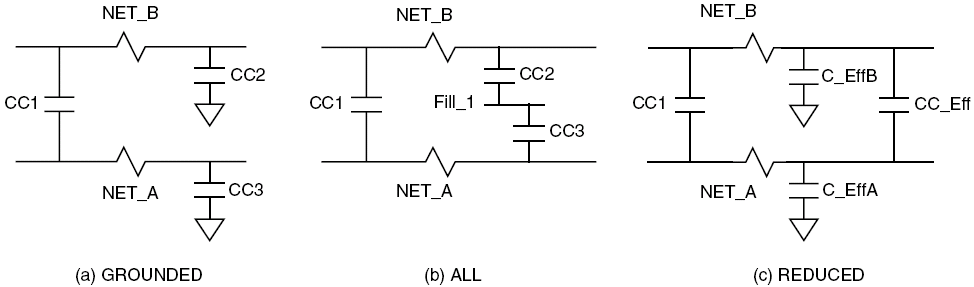 NET_B
CC1
CC2
NET_A
CC3
(a) GROUNDED
NET_B
CC1
CC2
Fill_1
CC3
NET_A
(b) ALL
NET_B
C_EffB
CC1
CC_Eff
NET_A
C_EffA
(c) REDUCED